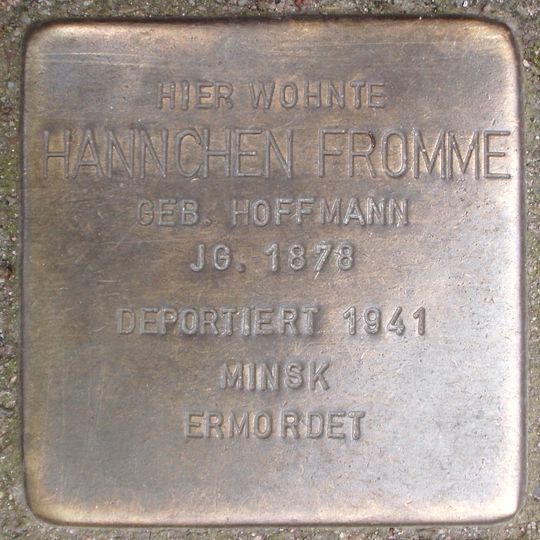 HIER WOHNTE
HANNCHEN FROMME
GEB. HOFFMANN
JG. 1878
DEPORTIERT 1941
MINSK
ERMORDET